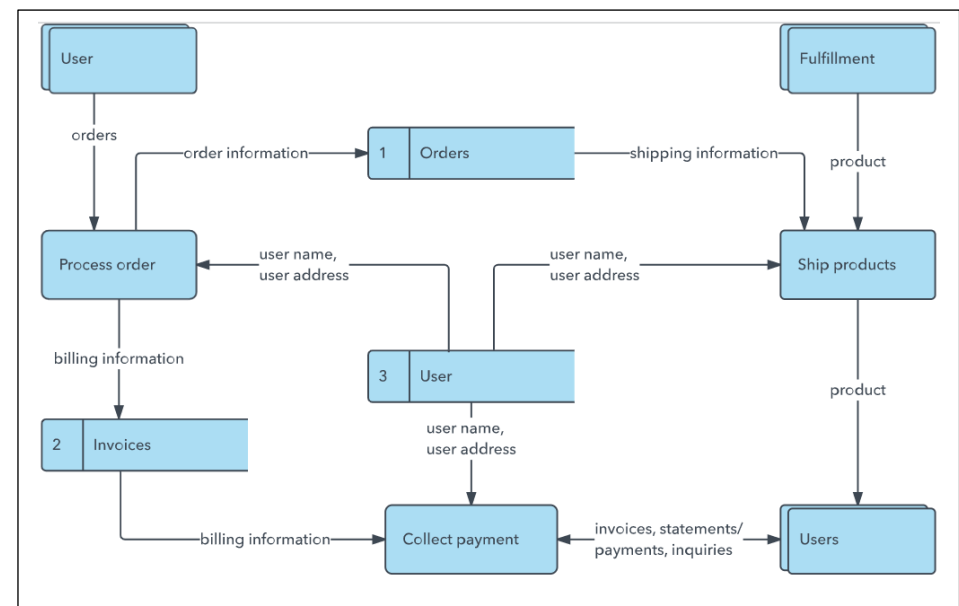 User
Fulfillment
orders
order information
1 Orders
shipping information
product
Process order
user name,
user address
user name,
user address
Ship products
billing information
3 User
product
2 Invoices
user name,
user address
billing information
Collect payment
invoices, statements/
payments, inquiries
Users